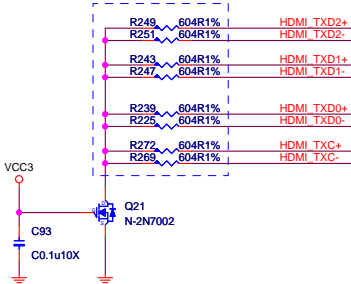 R249 604R1% HDMI_TXD2+
R251 604R1% HDMI_TXD2-
R243 604R1% HDMI_TXD1+
R247 604R1% HDMI_TXD1-
R239 604R1% HDMI_TXD0+
R225 604R1% HDMI_TXD0-
R272 604R1% HDMI_TXC+
R269 604R1% HDMI_TXC-
VCC3
Q21
N-2N7002
C93
C0.1u10X